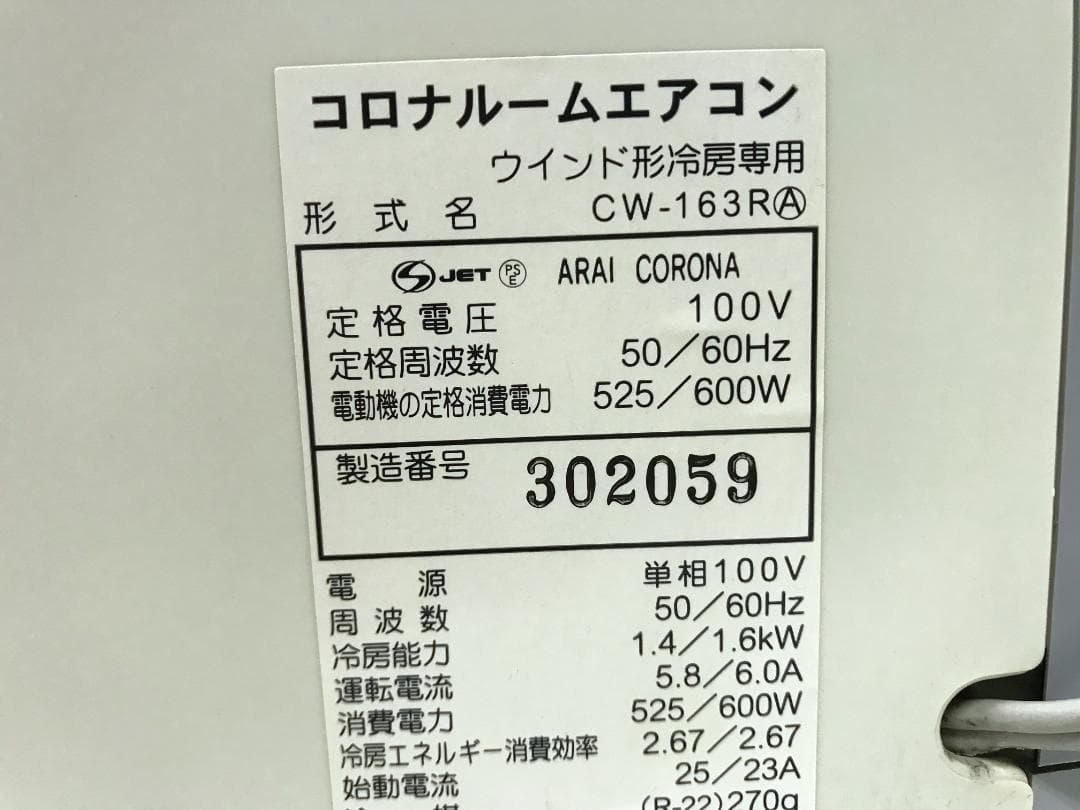 コロナルームエアコン
ウインド形冷房専用
形式名 CW-163RⒶ
JET PSE ARAI CORONA
定格電圧 100V
定格周波数 50/60Hz
電動機の定格消費電力 525/600W
製造番号 302059
電源 単相100V
周波数 50/60Hz
冷房能力 1.4/1.6kW
運転電流 5.8/6.0A
消費電力 525/600W
冷房エネルギー消費効率 2.67/2.67
始動電流 25/23A
(R-22)270g